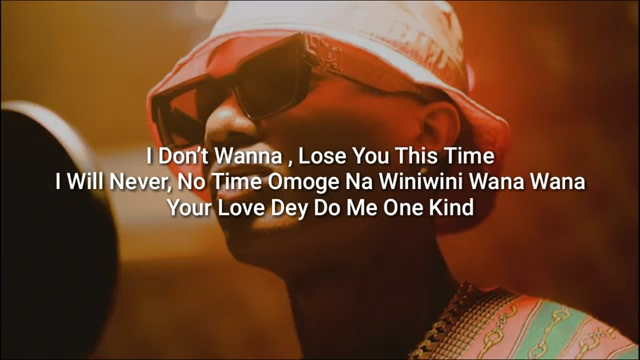 I Don't Wanna , Lose You This Time
I Will Never, No Time Omoge Na Winiwini Wana Wana
Your Love Dey Do Me One Kind